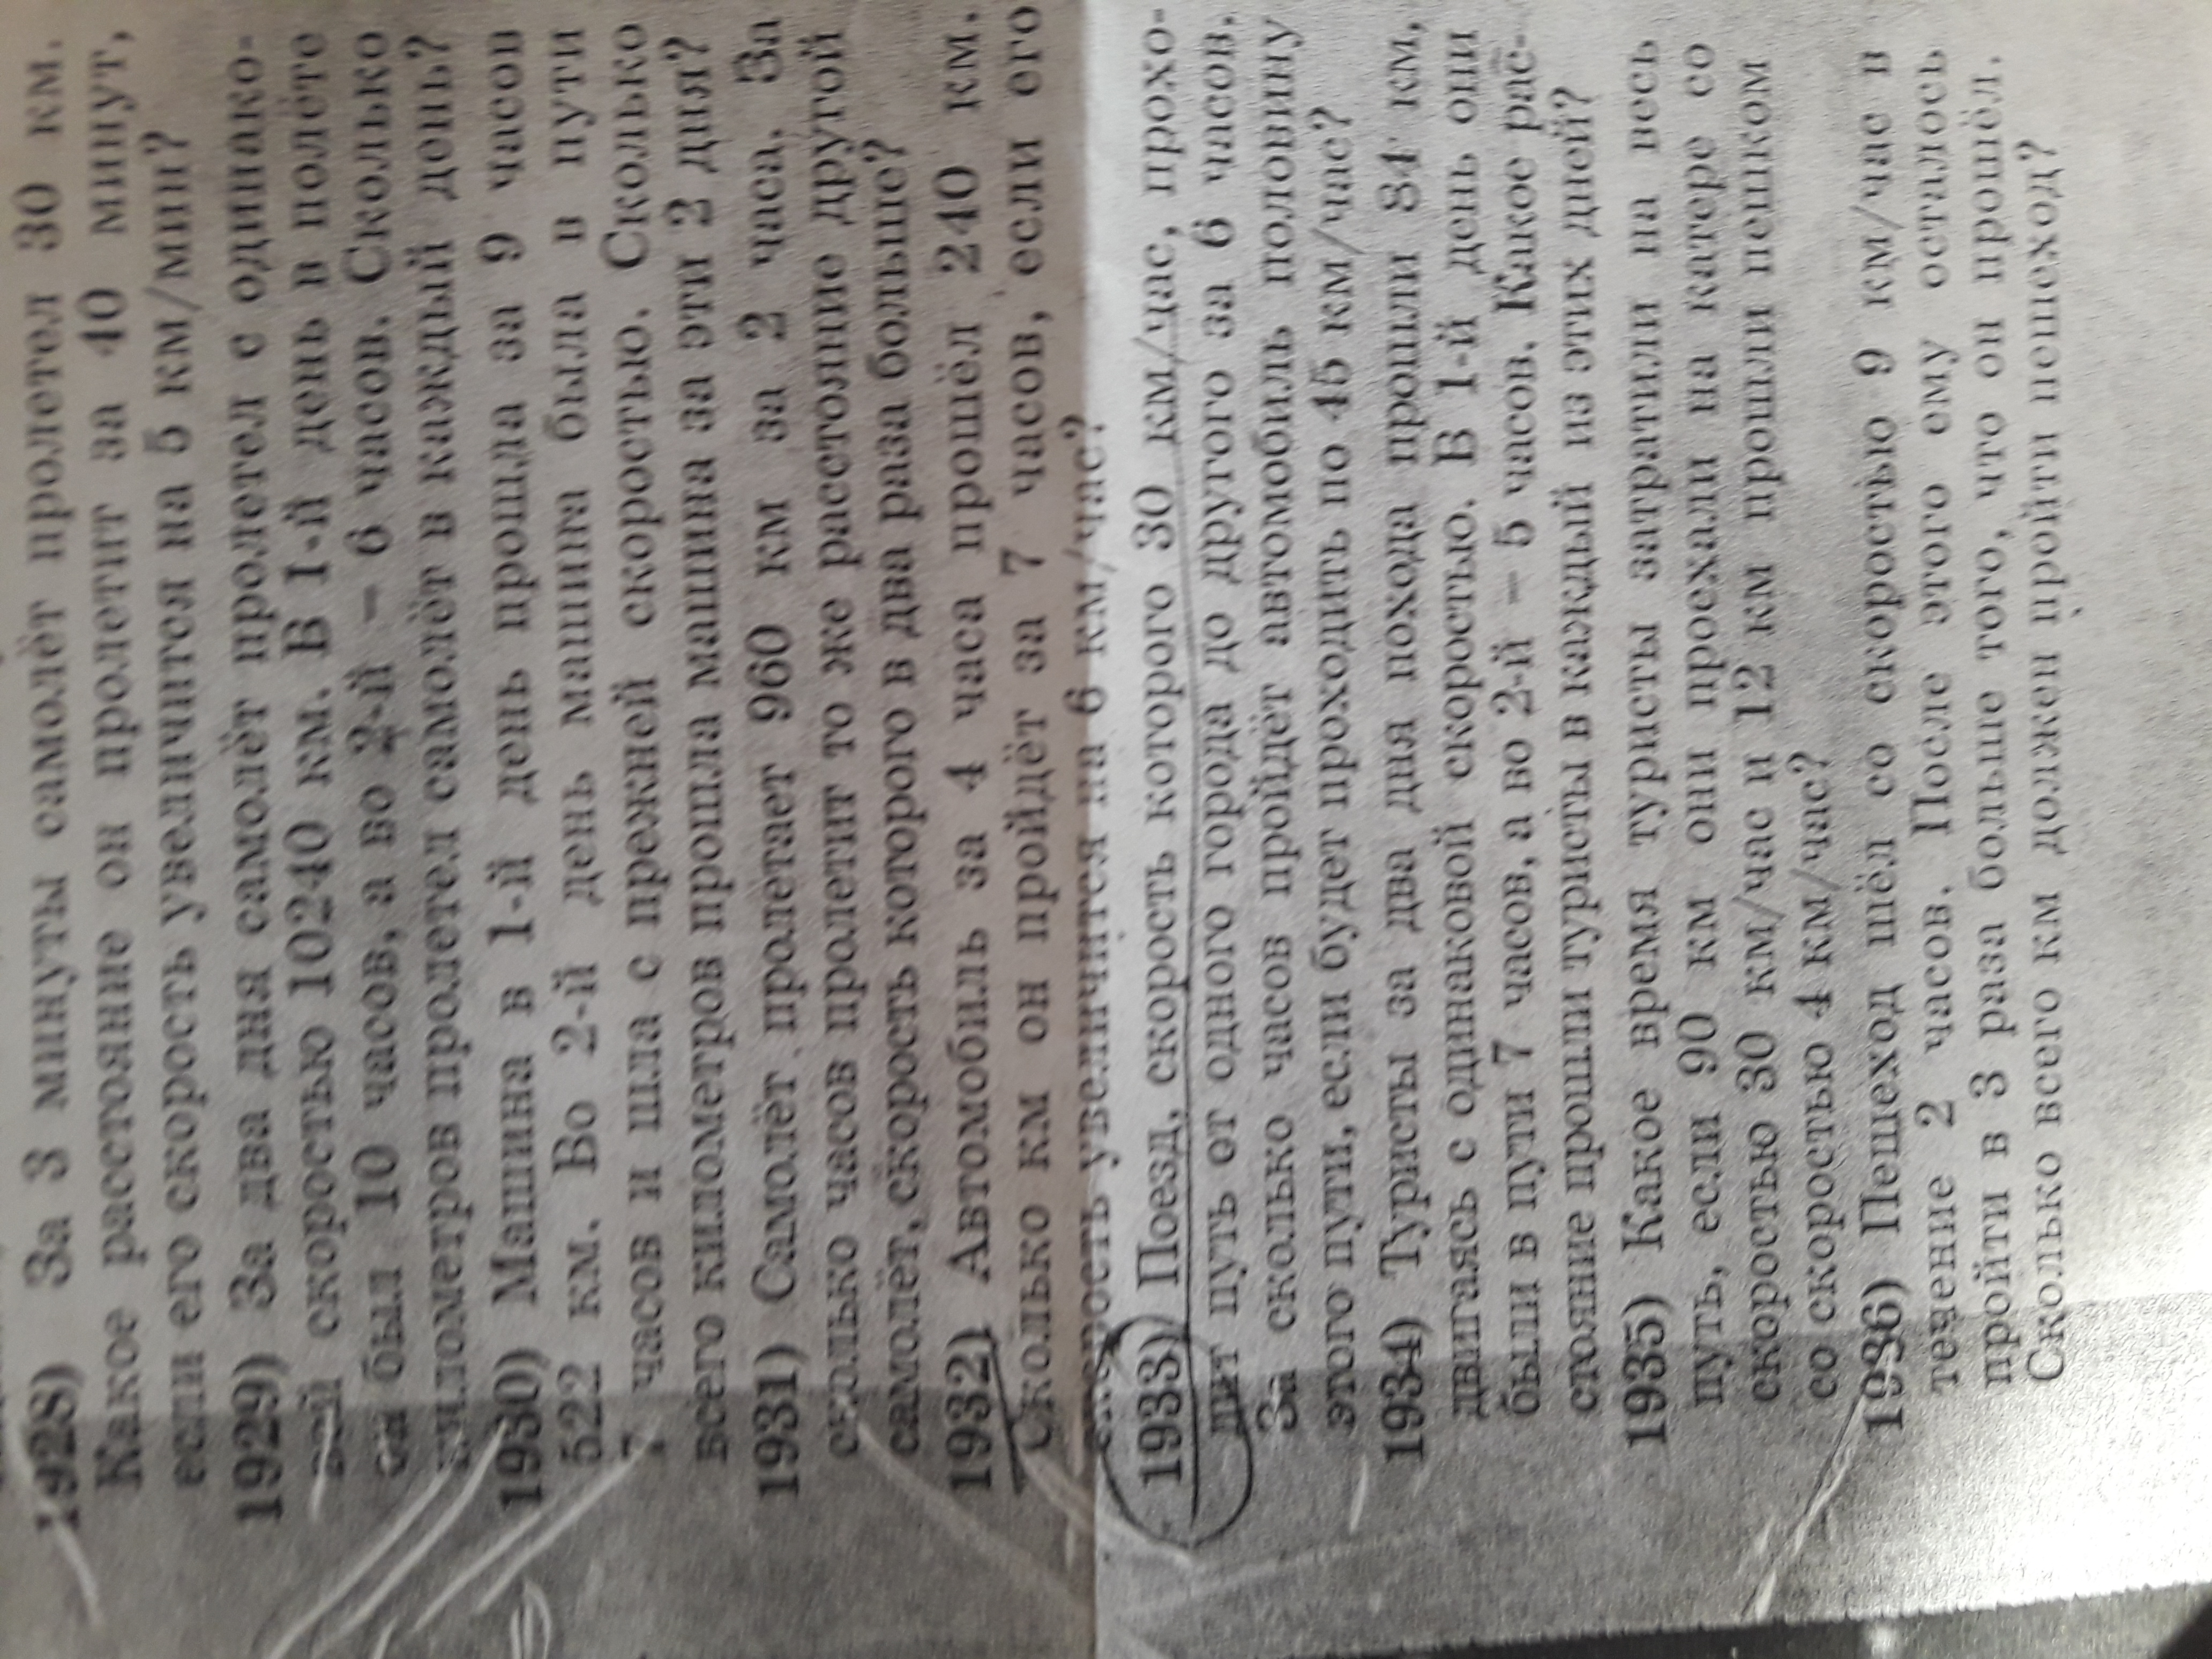 1928) За 3 минуты самолёт пролетел 30 км.
Какое расстояние он пролетит за 40 минут,
если его скорость увеличится на 5 км/мин?
1929) За два дня самолёт пролетел с одинако-
вой скоростью 10240 км. В 1-й день в полёте
он был 10 часов, а во 2-й – 6 часов. Сколько
километров пролетел самолёт в каждый день?
1930) Машина в 1-й день прошла за 9 часов
522 км. Во 2-й день машина была в пути
7 часов и шла с прежней скоростью. Сколько
всего километров прошла машина за эти 2 дня?
1931) Самолёт пролетает 960 км за 2 часа. За
сколько часов пролетит то же расстояние другой
самолёт, скорость которого в два раза больше?
1932) Автомобиль за 4 часа прошёл 240 км.
Сколько км он пройдёт за 7 часов, если его
скорость увеличится на 6 км/час?
1933) Поезд, скорость которого 30 км/час, прохо-
дит путь от одного города до другого за 6 часов.
За сколько часов пройдёт автомобиль половину
этого пути, если будет проходить по 45 км/час?
1934) Туристы за два дня похода прошли 84 км,
двигаясь с одинаковой скоростью. В 1-й день они
были в пути 7 часов, а во 2-й – 5 часов. Какое рас-
стояние прошли туристы в каждый из этих дней?
1935) Какое время туристы затратили на весь
путь, если 90 км они проехали на катере со
скоростью 30 км/час и 12 км прошли пешком
со скоростью 4 км/час?
1936) Пешеход шёл со скоростью 9 км/час в
течение 2 часов. После этого ему осталось
пройти в 3 раза больше того, что он прошёл.
Сколько всего км должен пройти пешеход?